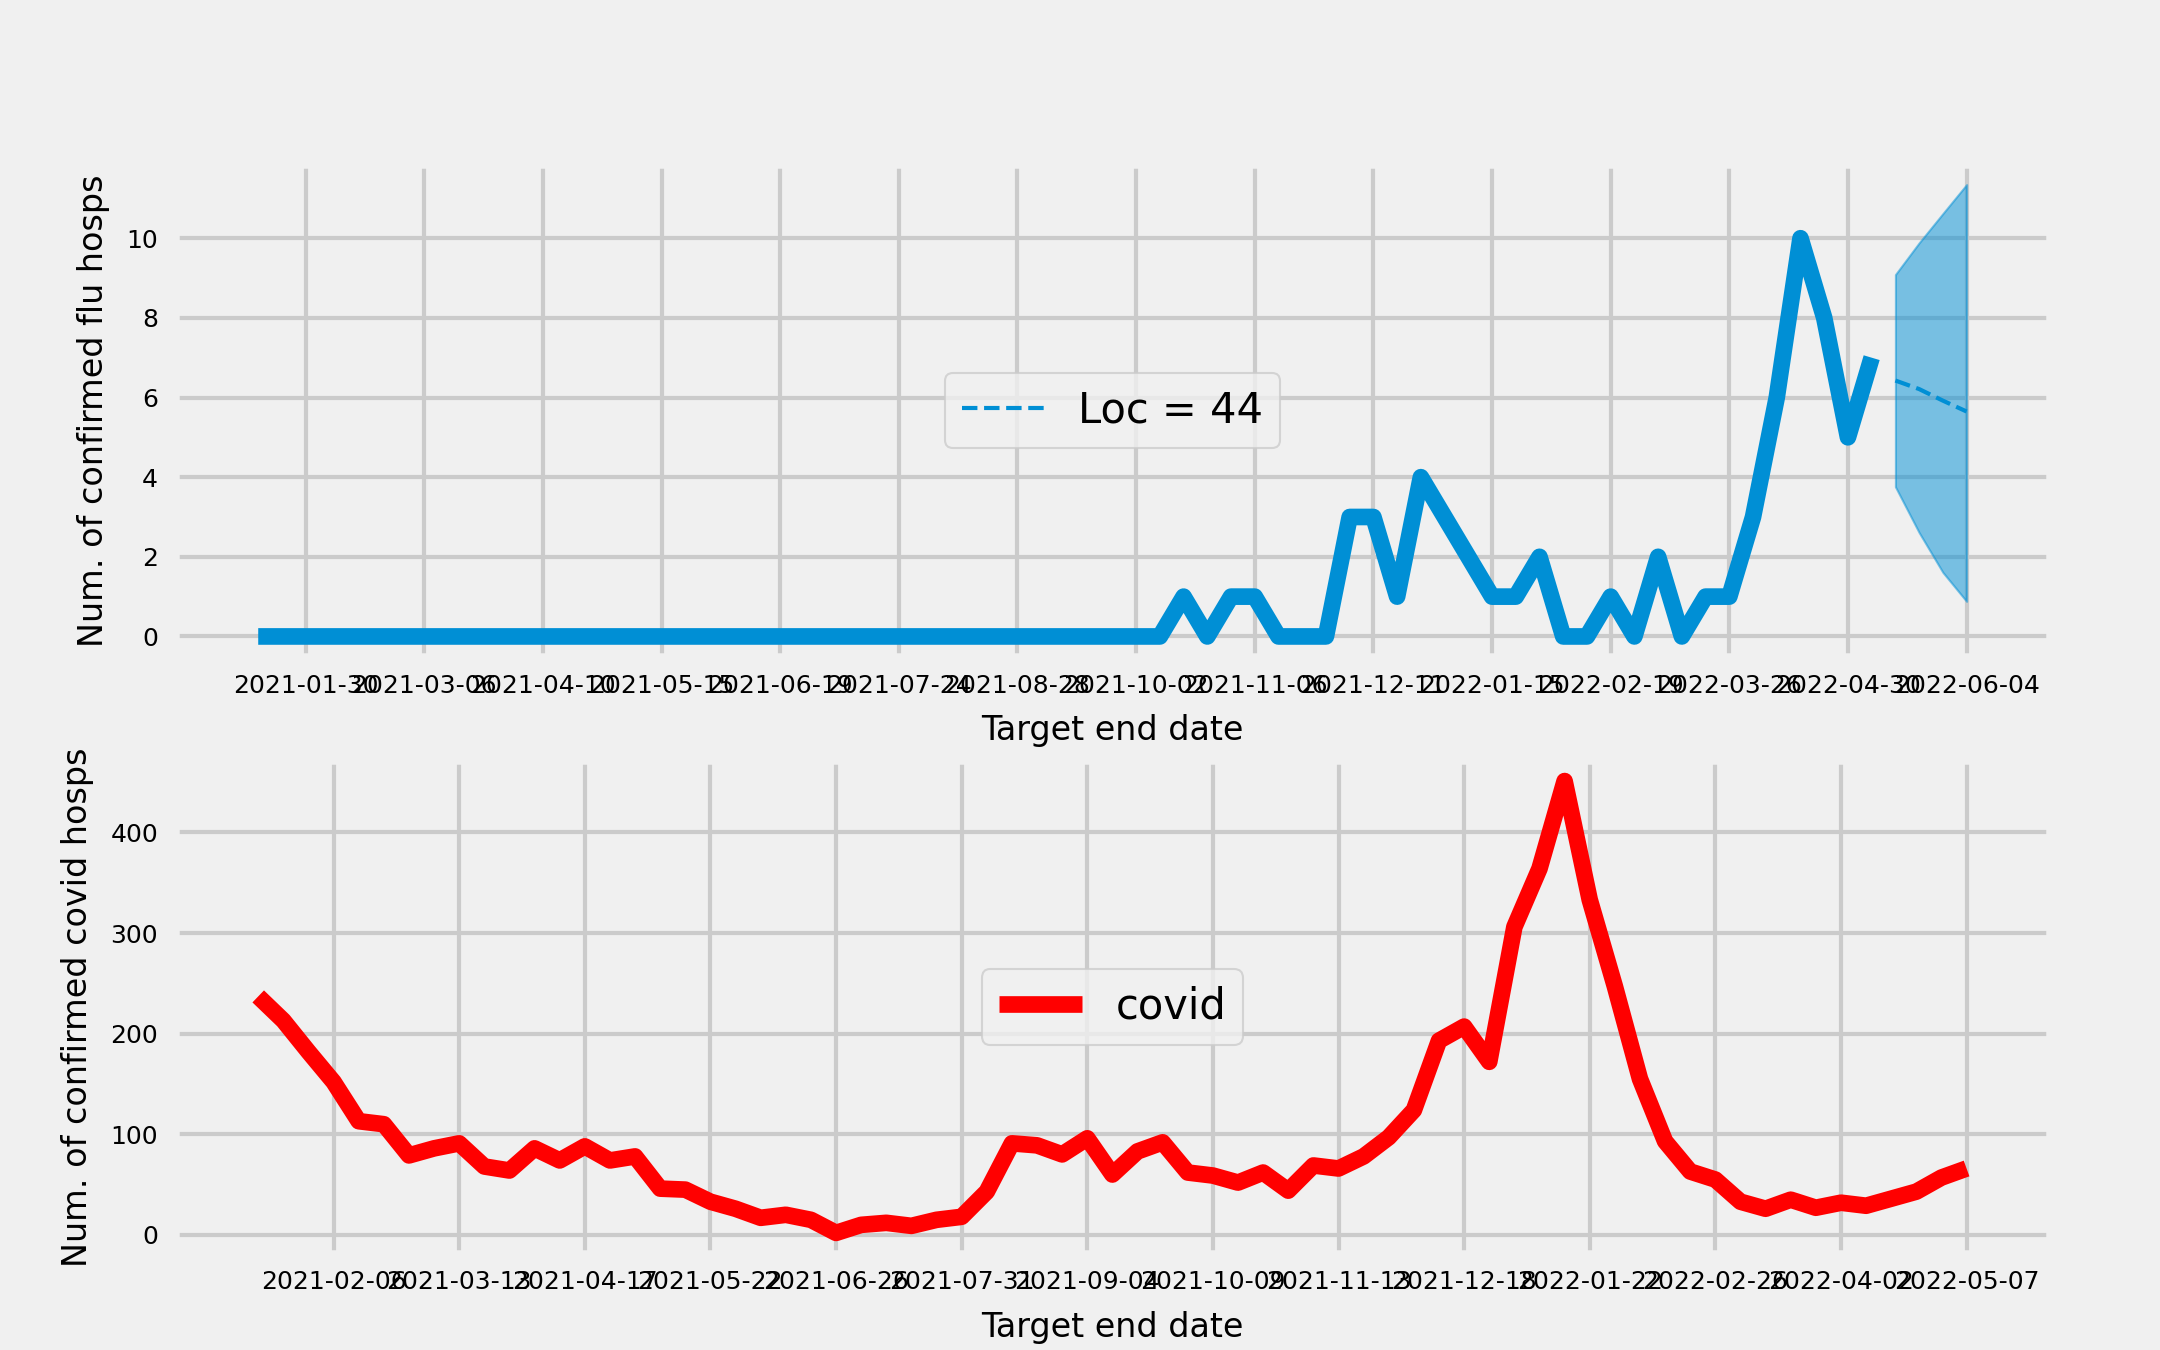 Num. of confirmed flu hosps
10
8
6
4
2
0
Loc = 44
2021-01-30 2021-03-06 2021-04-10 2021-05-15 2021-06-19 2021-07-24 2021-08-28 2021-10-02 2021-11-06 2021-12-11 2022-01-15 2022-02-19 2022-03-26 2022-04-30 2022-06-04
Target end date
Num. of confirmed covid hosps
400
300
200
100
0
covid
2021-02-06 2021-03-13 2021-04-17 2021-05-22 2021-06-26 2021-07-31 2021-09-04 2021-10-09 2021-11-13 2021-12-18 2022-01-22 2022-02-26 2022-04-02 2022-05-07
Target end date